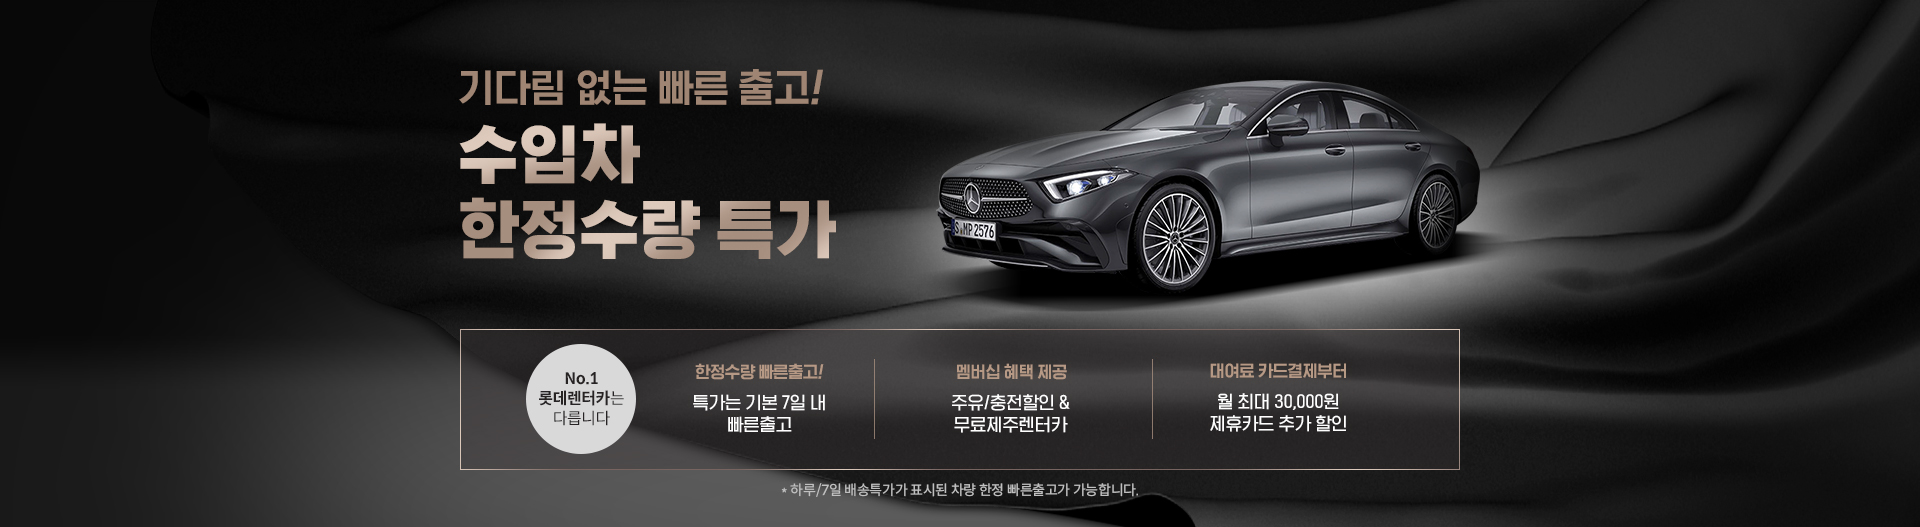 기다림 없는 빠른 출고!
수입차
한정수량 특가
S MP 2576
No.1
롯데렌터카는
다릅니다
한정수량 빠른출고!
특가는 기본 7일 내
빠른출고
멤버십 혜택 제공
주유/충전할인 &
무료제주렌터카
대여료 카드결제부터
월 최대 30,000원
제휴카드 추가 할인
* 하루/7일 배송특가가 표시된 차량 한정 빠른출고가 가능합니다.